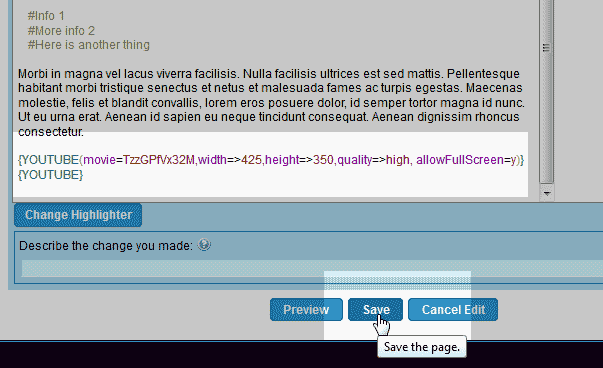 #Info 1
#More info 2
#Here is another thing
Morbi in magna vel lacus viverra facilisis. Nulla facilisis ultrices est sed mattis. Pellentesque
habitant morbi tristique senectus et netus et malesuada fames ac turpis egestas. Maecenas
molestie, felis et blandit convallis, lorem eros posuere dolor, id semper tortor magna id nunc.
Ut eu urna erat. Aenean id sapien eu neque tincidunt consequat. Aenean dignissim rhoncus
consectetur.
{YOUTUBE(movie=TzzGPfVx32M,width=>425,height=>350,quality=>high, allowFullScreen=y)}
{YOUTUBE}
Change Highlighter
Describe the change you made:
Preview Save Cancel Edit
Save the page.